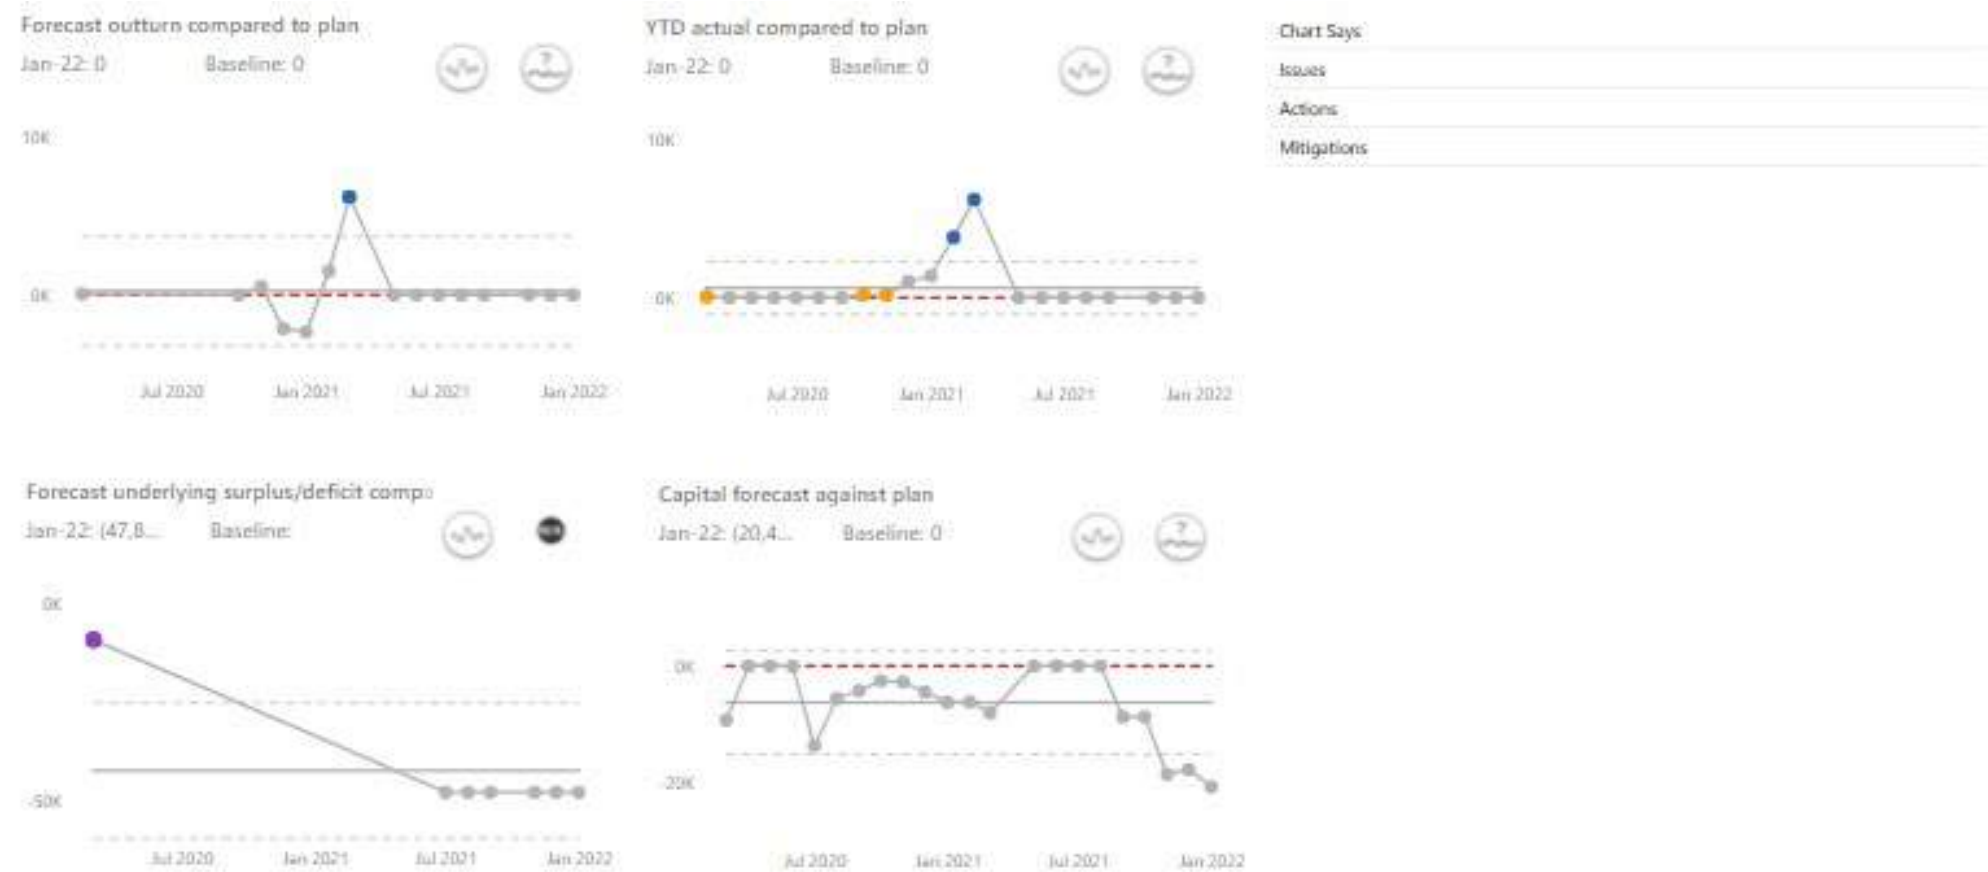 Forecast outturn compared to plan
Jan-22: 0 Baseline: 0
?
10K
0K
Jul 2020 Jan 2021 Jul 2021 Jan 2022
YTD actual compared to plan
Jan-22: 0 Baseline: 0
?
10K
0K
Jul 2020 Jan 2021 Jul 2021 Jan 2022
Chart Says
Issues
Actions
Mitigations
Forecast underlying surplus/deficit comp
Jan-22: (47,8... Baseline:
0K
-50K
Jul 2020 Jan 2021 Jul 2021 Jan 2022
Capital forecast against plan
Jan-22: (20,4... Baseline: 0
?
0K
-20K
Jul 2020 Jan 2021 Jul 2021 Jan 2022